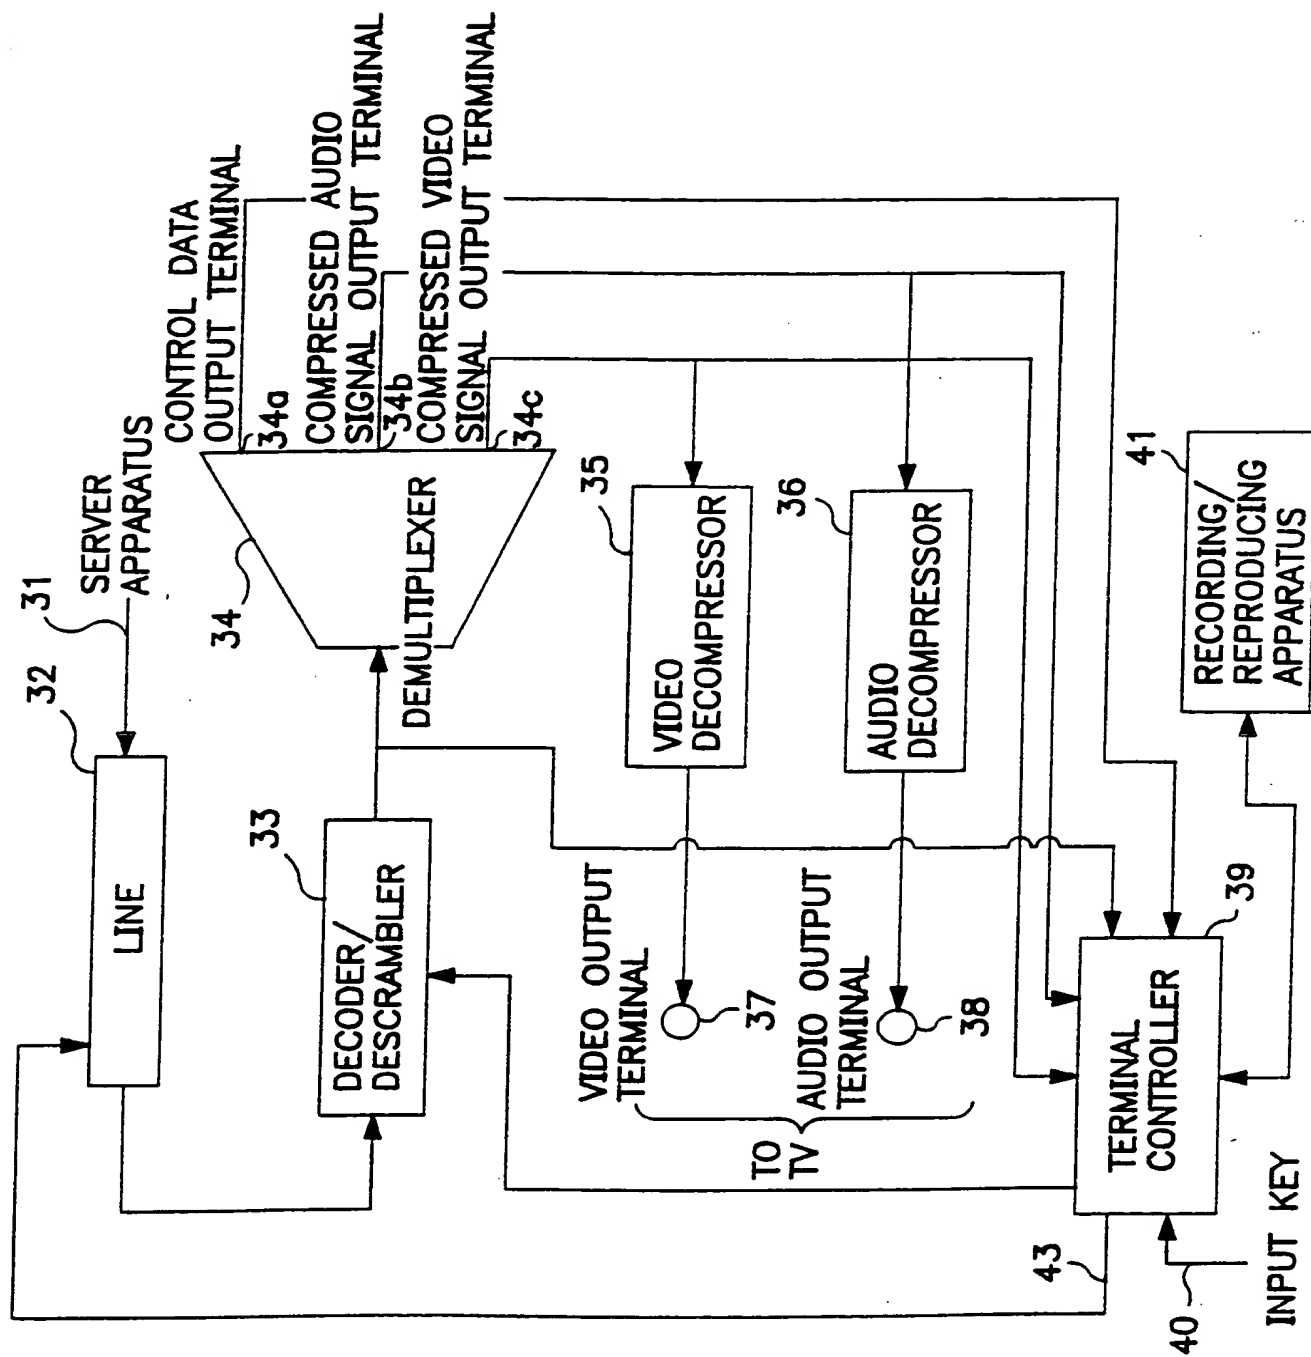 31
SERVER
APPARATUS
32
LINE
33
DECODER/
DESCRAMBLER
34
DEMULTIPLEXER
CONTROL DATA
OUTPUT TERMINAL
34a
COMPRESSED AUDIO
SIGNAL OUTPUT TERMINAL
34b
COMPRESSED VIDEO
SIGNAL OUTPUT TERMINAL
34c
35
VIDEO
DECOMPRESSOR
36
AUDIO
DECOMPRESSOR
VIDEO OUTPUT
TERMINAL
37
AUDIO OUTPUT
TERMINAL
38
TO
TV
TERMINAL
CONTROLLER
39
41
RECORDING/
REPRODUCING
APPARATUS
43
40
INPUT KEY